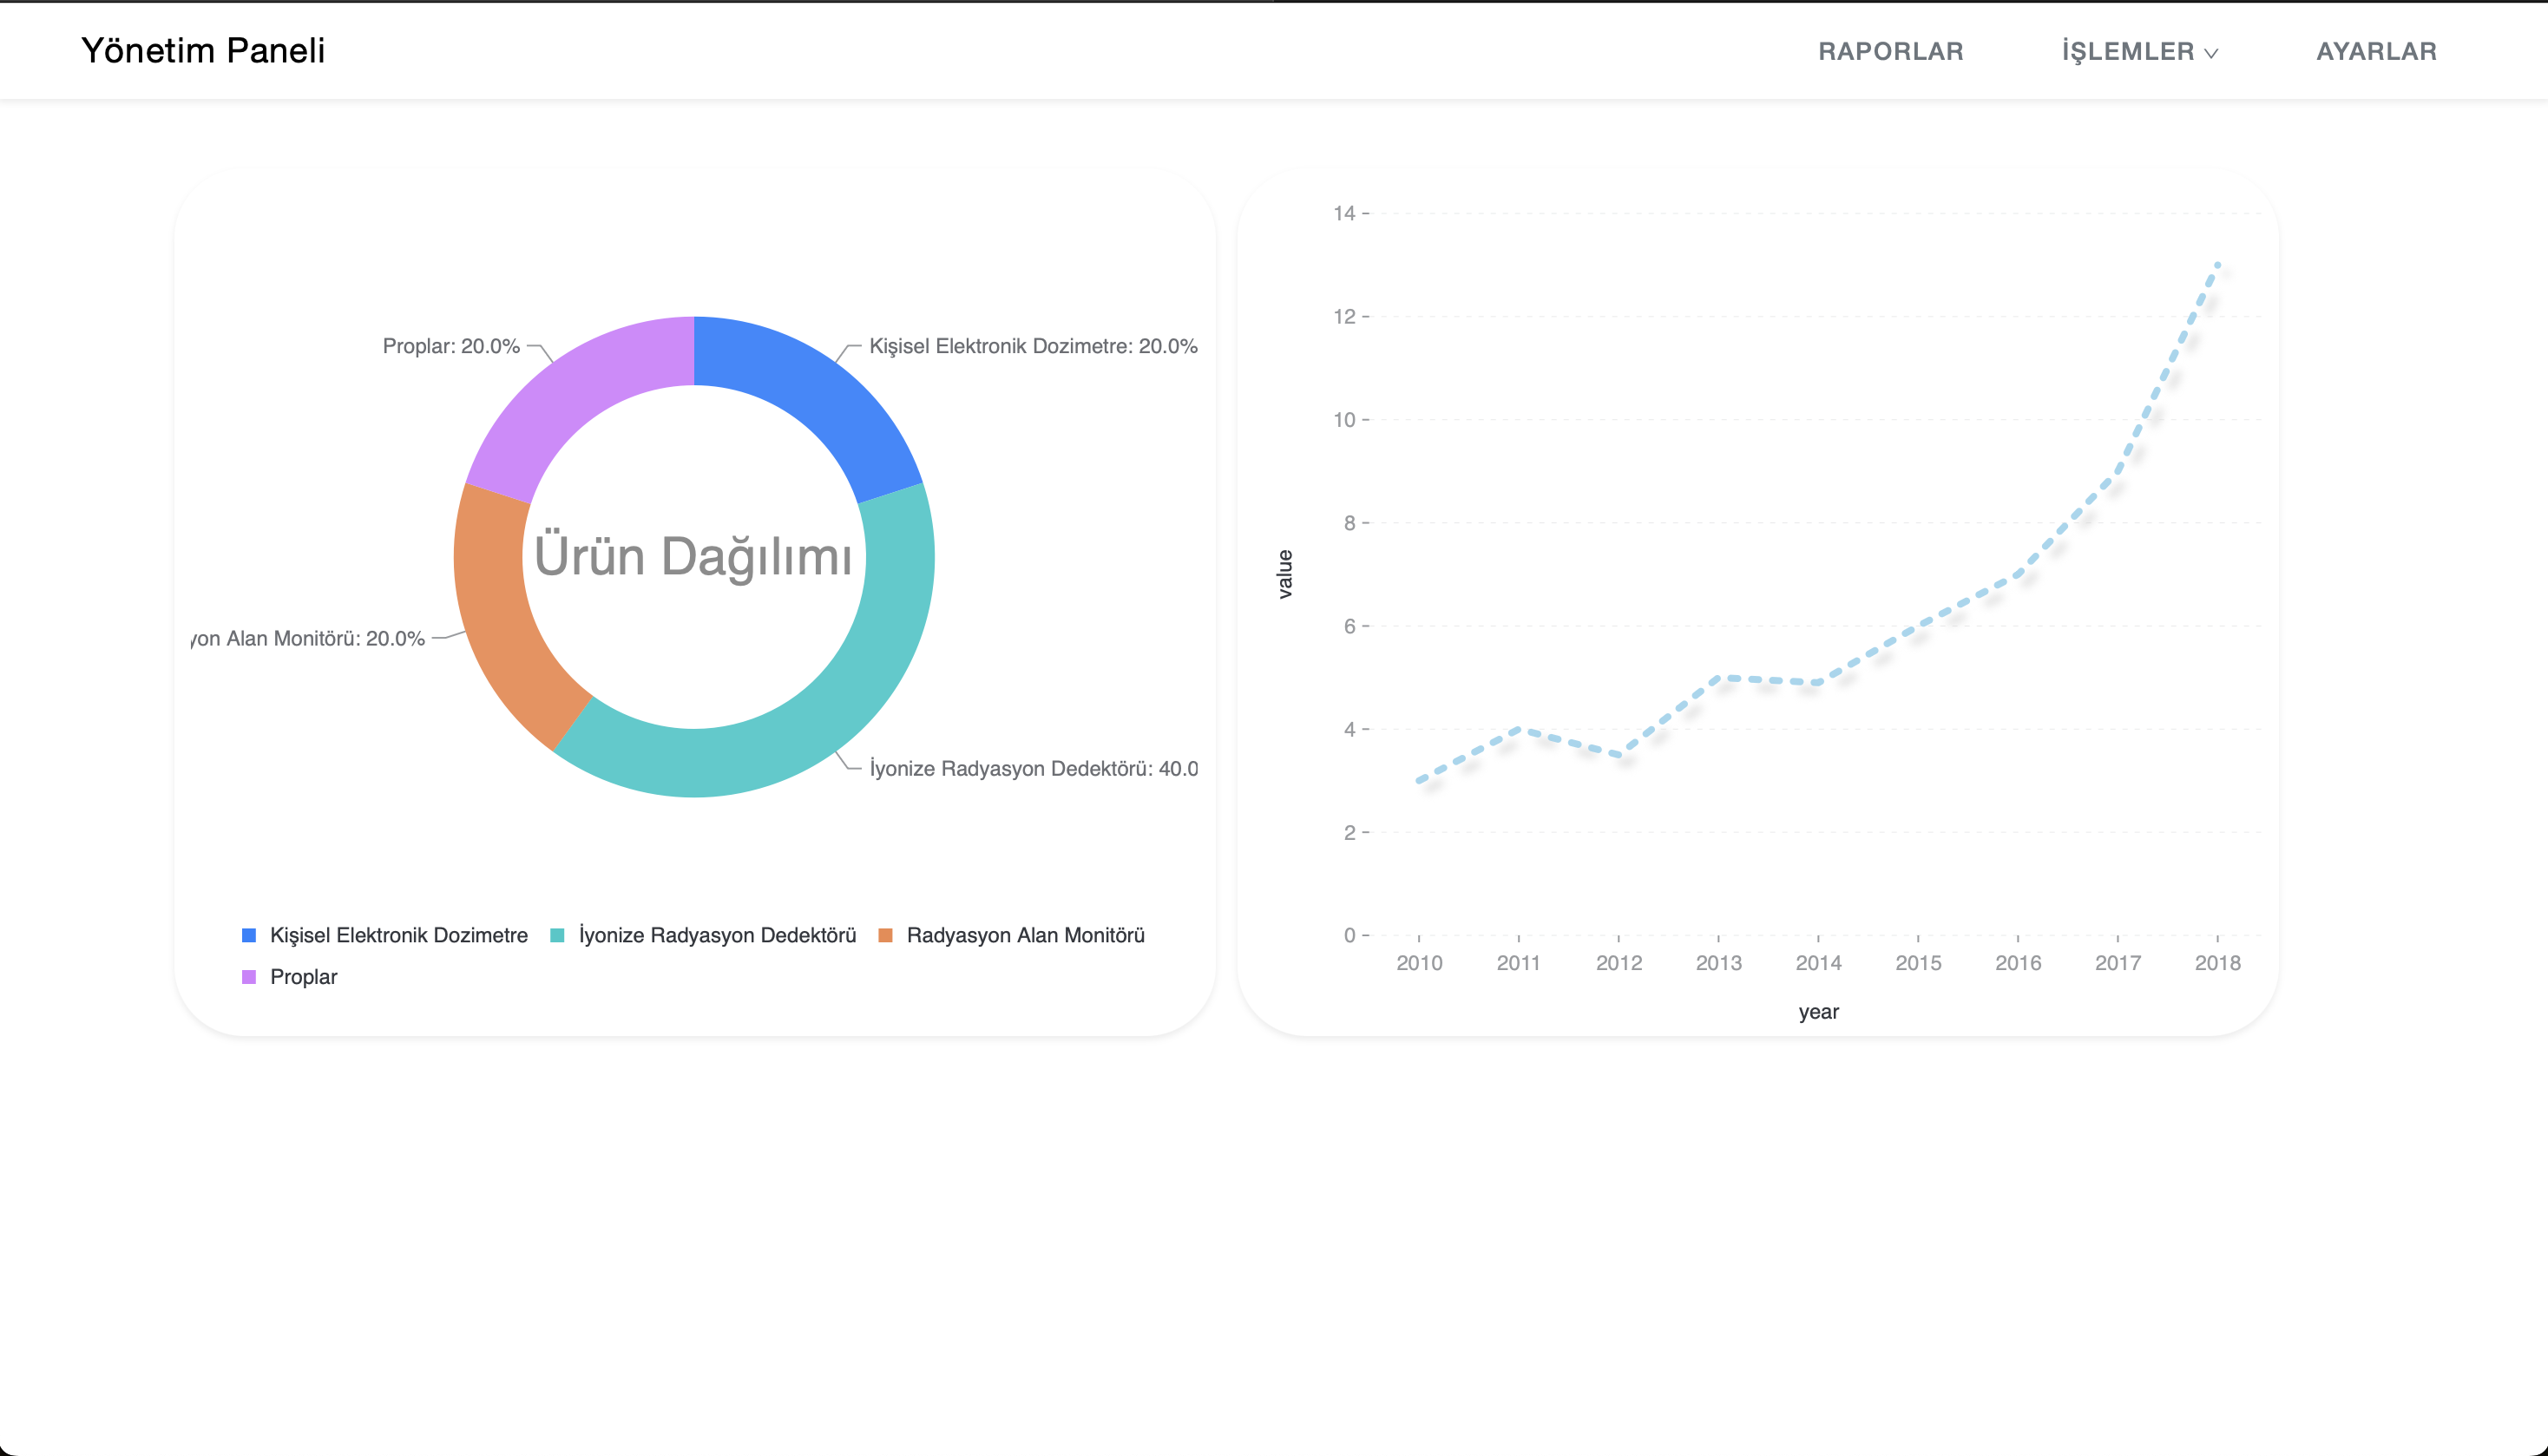 Yönetim Paneli
RAPORLAR
İŞLEMLER
AYARLAR
Proplar: 20.0%
Kişisel Elektronik Dozimetre: 20.0%
Ürün Dağılımı
yon Alan Monitörü: 20.0%
İyonize Radyasyon Dedektörü: 40.0
Kişisel Elektronik Dozimetre
İyonize Radyasyon Dedektörü
Radyasyon Alan Monitörü
Proplar
14
12
10
8
6
4
2
0
value
2010 2011 2012 2013 2014 2015 2016 2017 2018
year